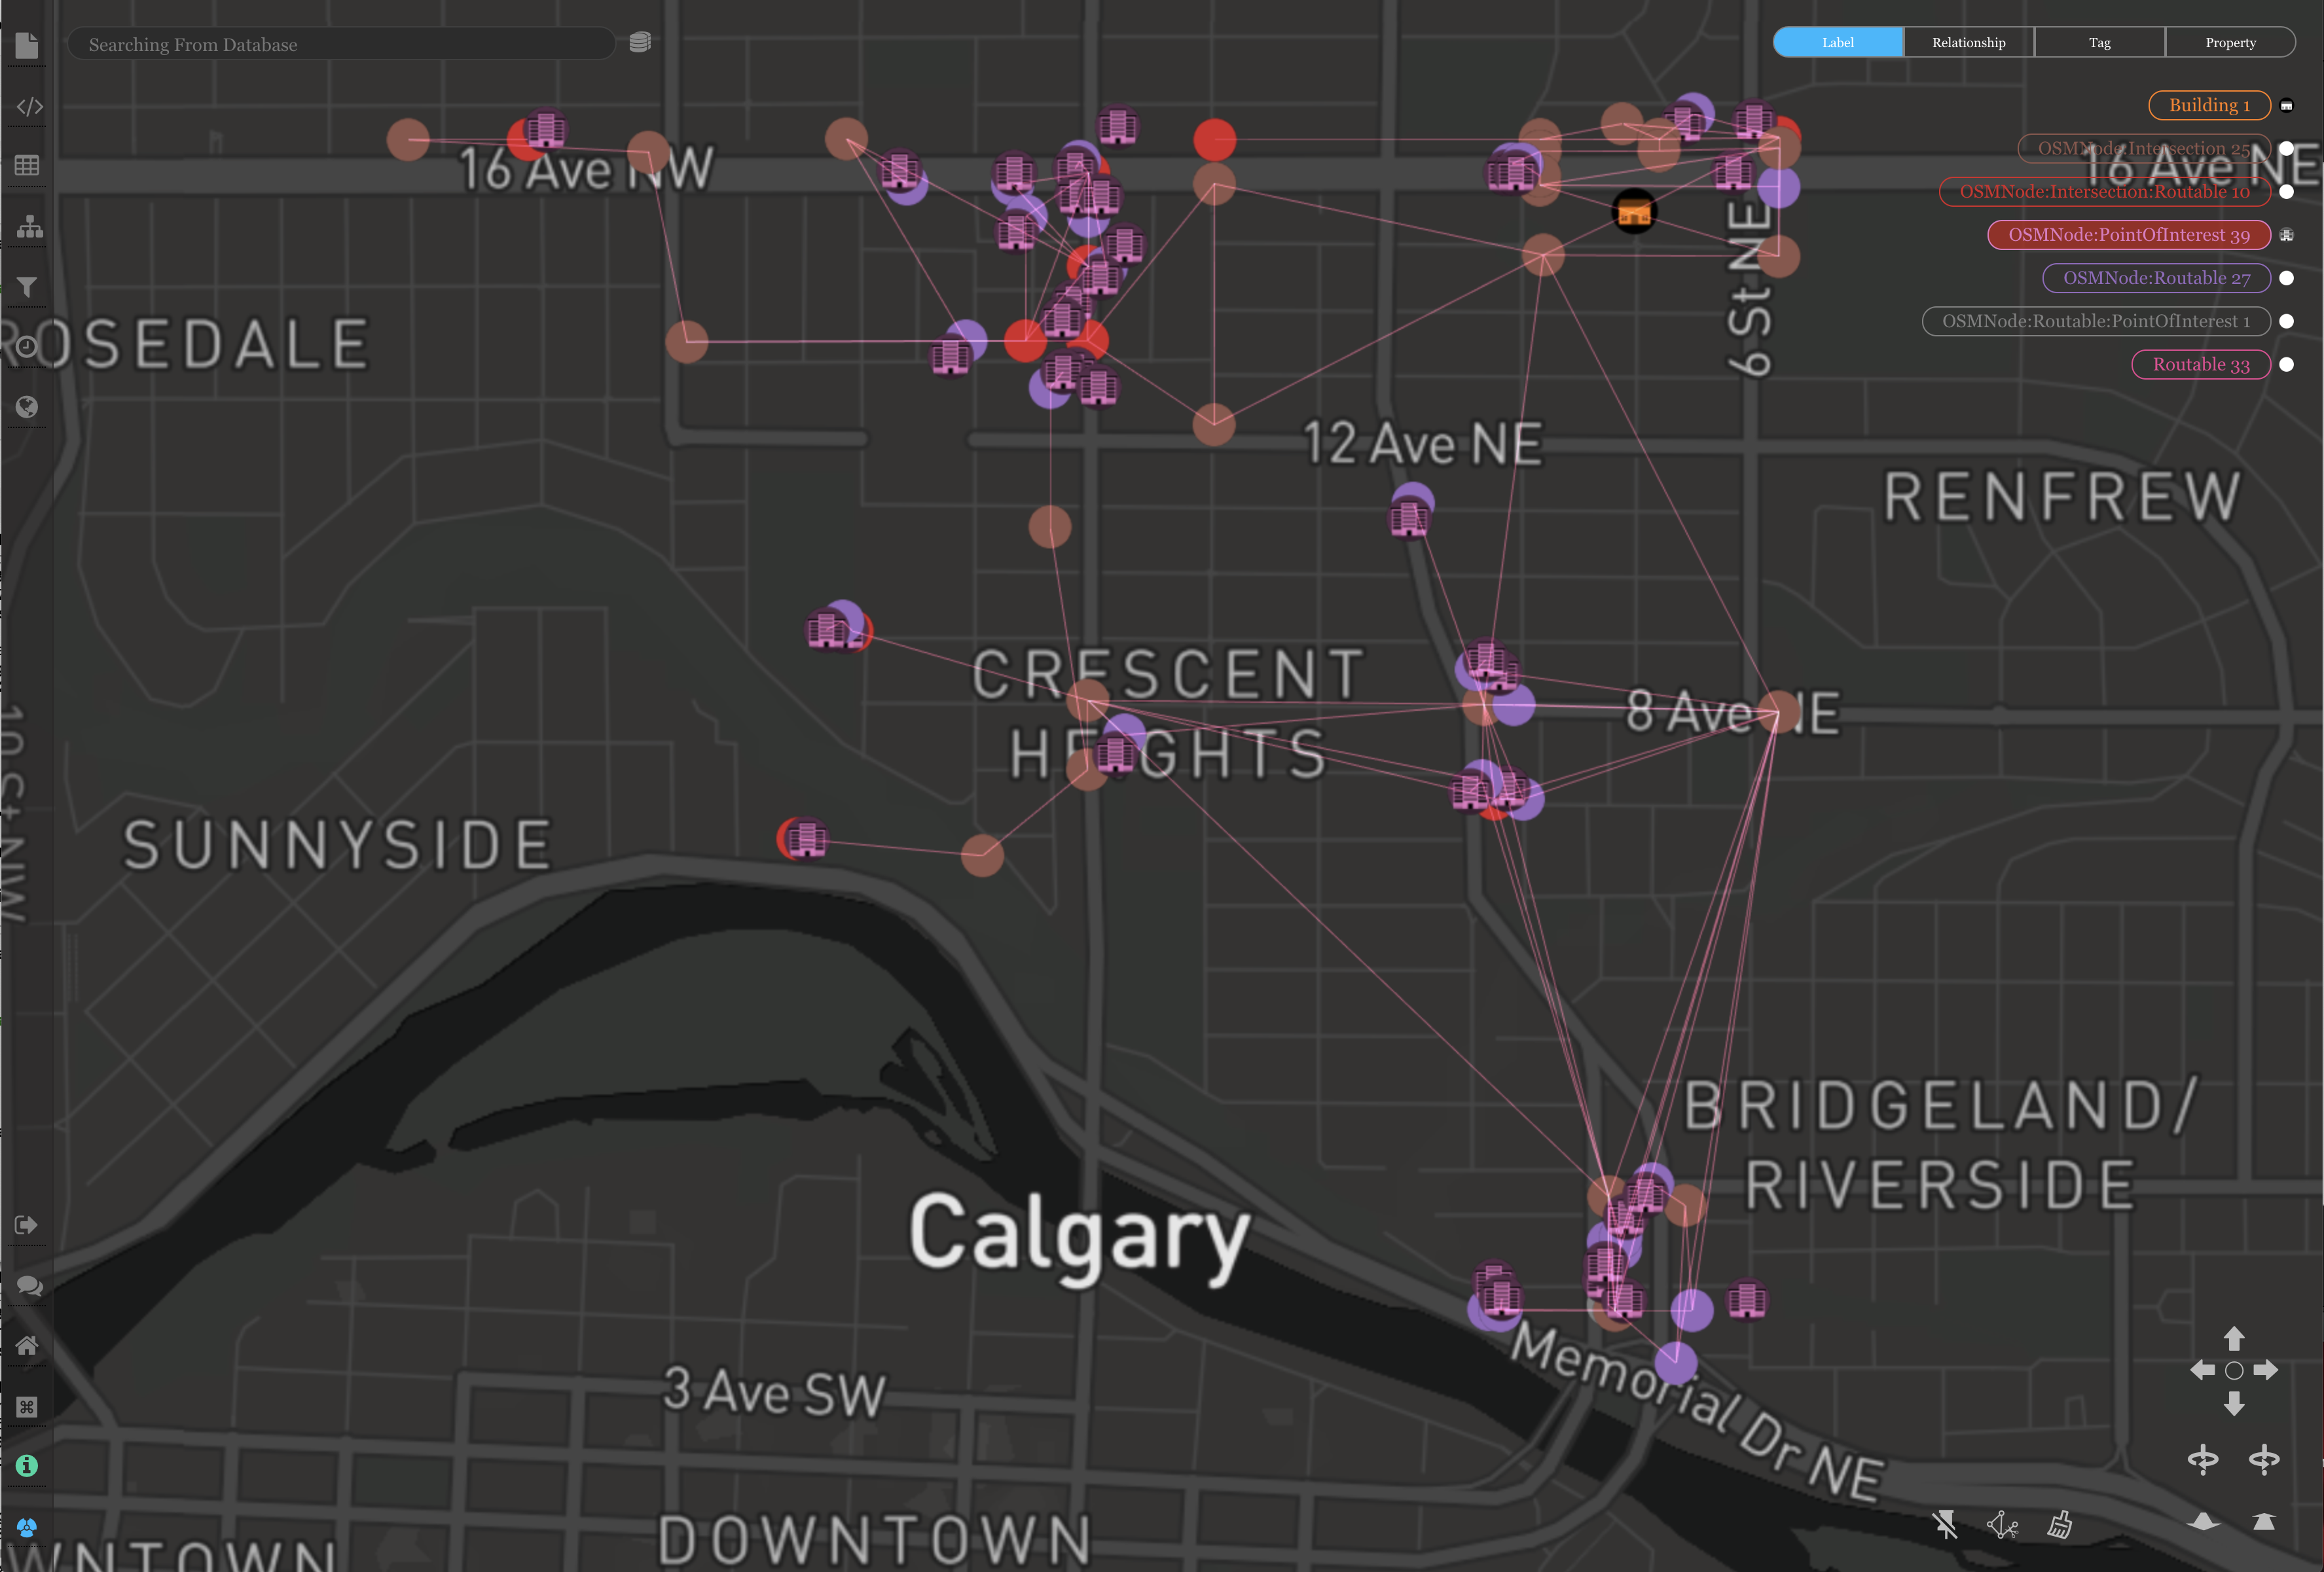 Searching From Database
Label
Relationship
Tag
Property
Building 1
OSMNode:Intersection 25
16 Ave NW
16 Ave NE
OSMNode:Intersection:Routable 10
OSMNode:PointOfInterest 39
OSMNode:Routable 27
6 St NE
OSMNode:Routable:PointOfInterest 1
ROSEDALE
Routable 33
12 Ave NE
RENFREW
CRESCENT
HEIGHTS
8 Ave NE
10 St NW
SUNNYSIDE
BRIDGELAND/
RIVERSIDE
Calgary
Memorial Dr NE
3 Ave SW
DOWNTOWN
WNTOWN